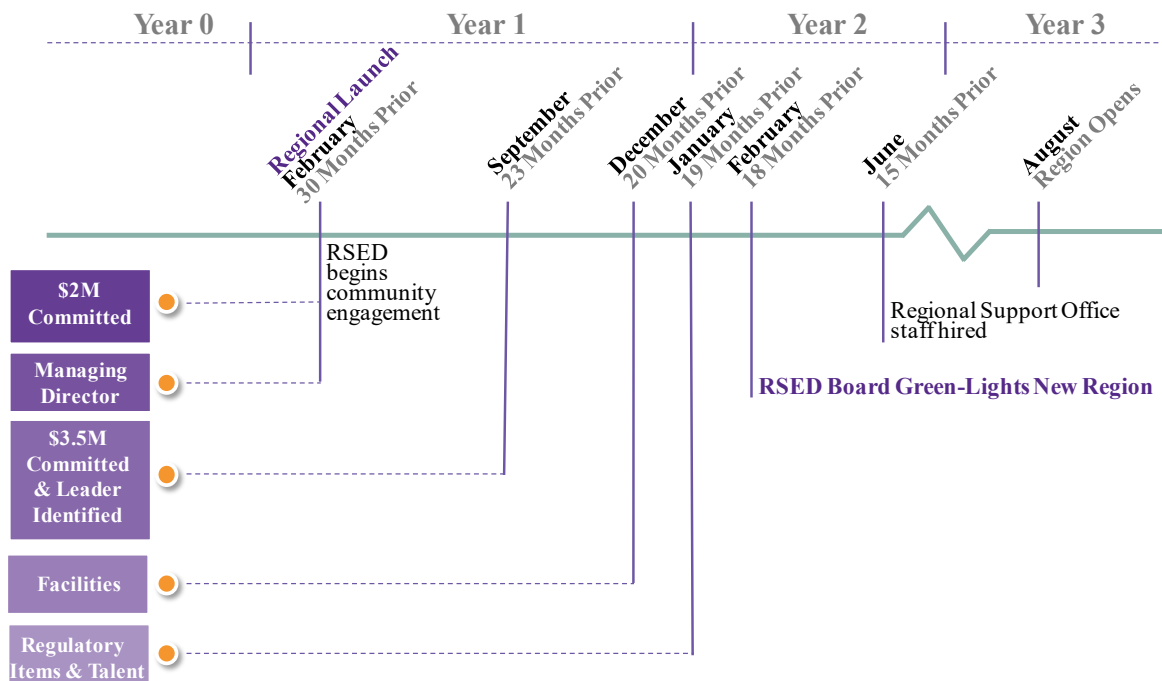 Year 0
Year 1
Year 2
Year 3
Regional Launch
February
30 Months Prior
September
23 Months Prior
December
20 Months Prior
January
19 Months Prior
February
18 Months Prior
June
15 Months Prior
August
Region Opens
RSED
begins
community
engagement
$2M
Committed
Regional Support Office
staff hired
Managing
Director
RSED Board Green-Lights New Region
$3.5M
Committed
& Leader
Identified
Facilities
Regulatory
Items & Talent